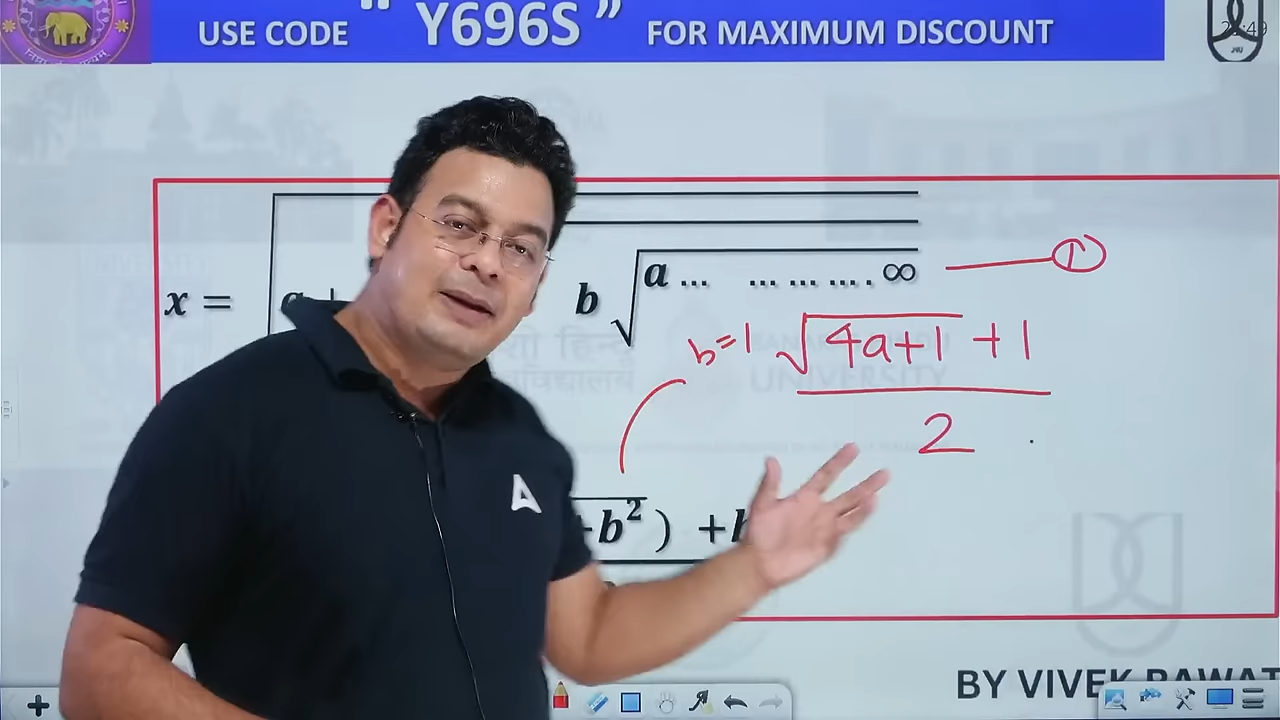 USE CODE " Y696S " FOR MAXIMUM DISCOUNT
x = √a + b √a... ... ... .... ∞ — ①
b=1 √4a+1 + 1
2
+b²) +b
BY VIVEK RAWAT